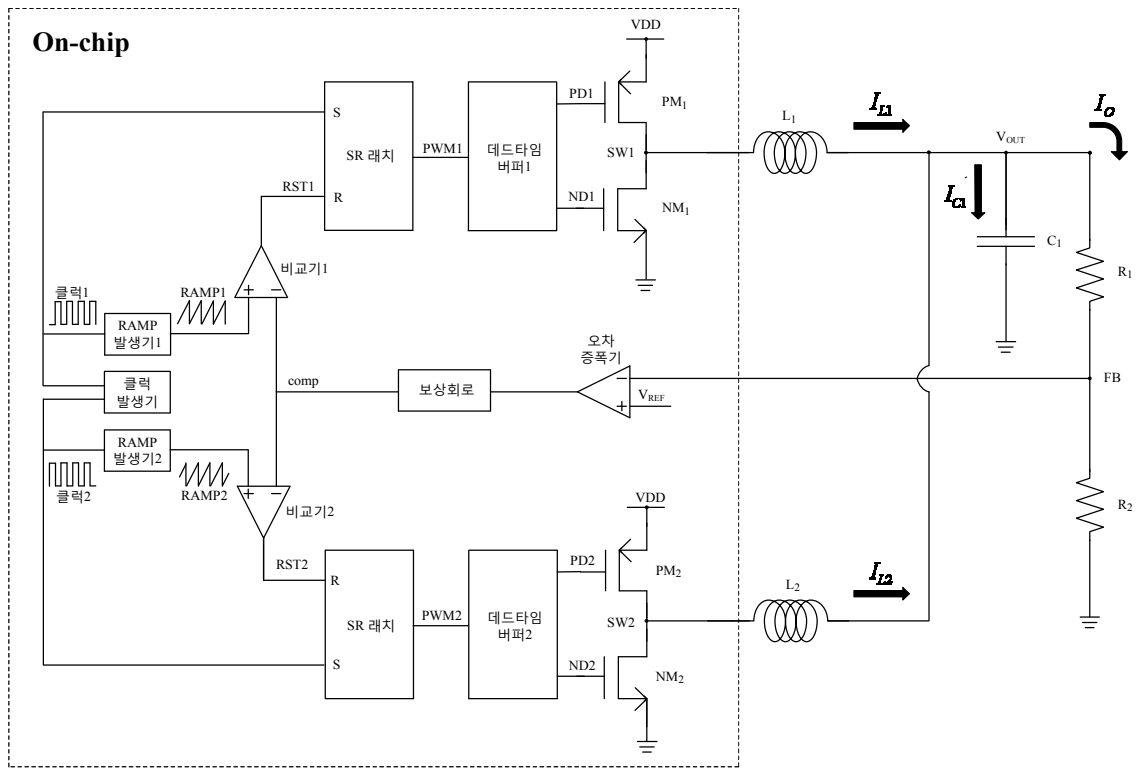 On-chip
VDD
S
R
SR 래치
PWM1
데드타임
버퍼1
PD1
ND1
PM1
SW1
NM1
L1
IL1
IO
VOUT
IC1
C1
R1
RST1
비교기1
클럭1
RAMP1
+ −
RAMP
발생기1
클럭
발생기
comp
보상회로
오차
증폭기
−
+
VREF
FB
RAMP
발생기2
클럭2
RAMP2
+ −
비교기2
RST2
R
S
SR 래치
PWM2
데드타임
버퍼2
PD2
ND2
VDD
PM2
SW2
NM2
L2
IL2
R2